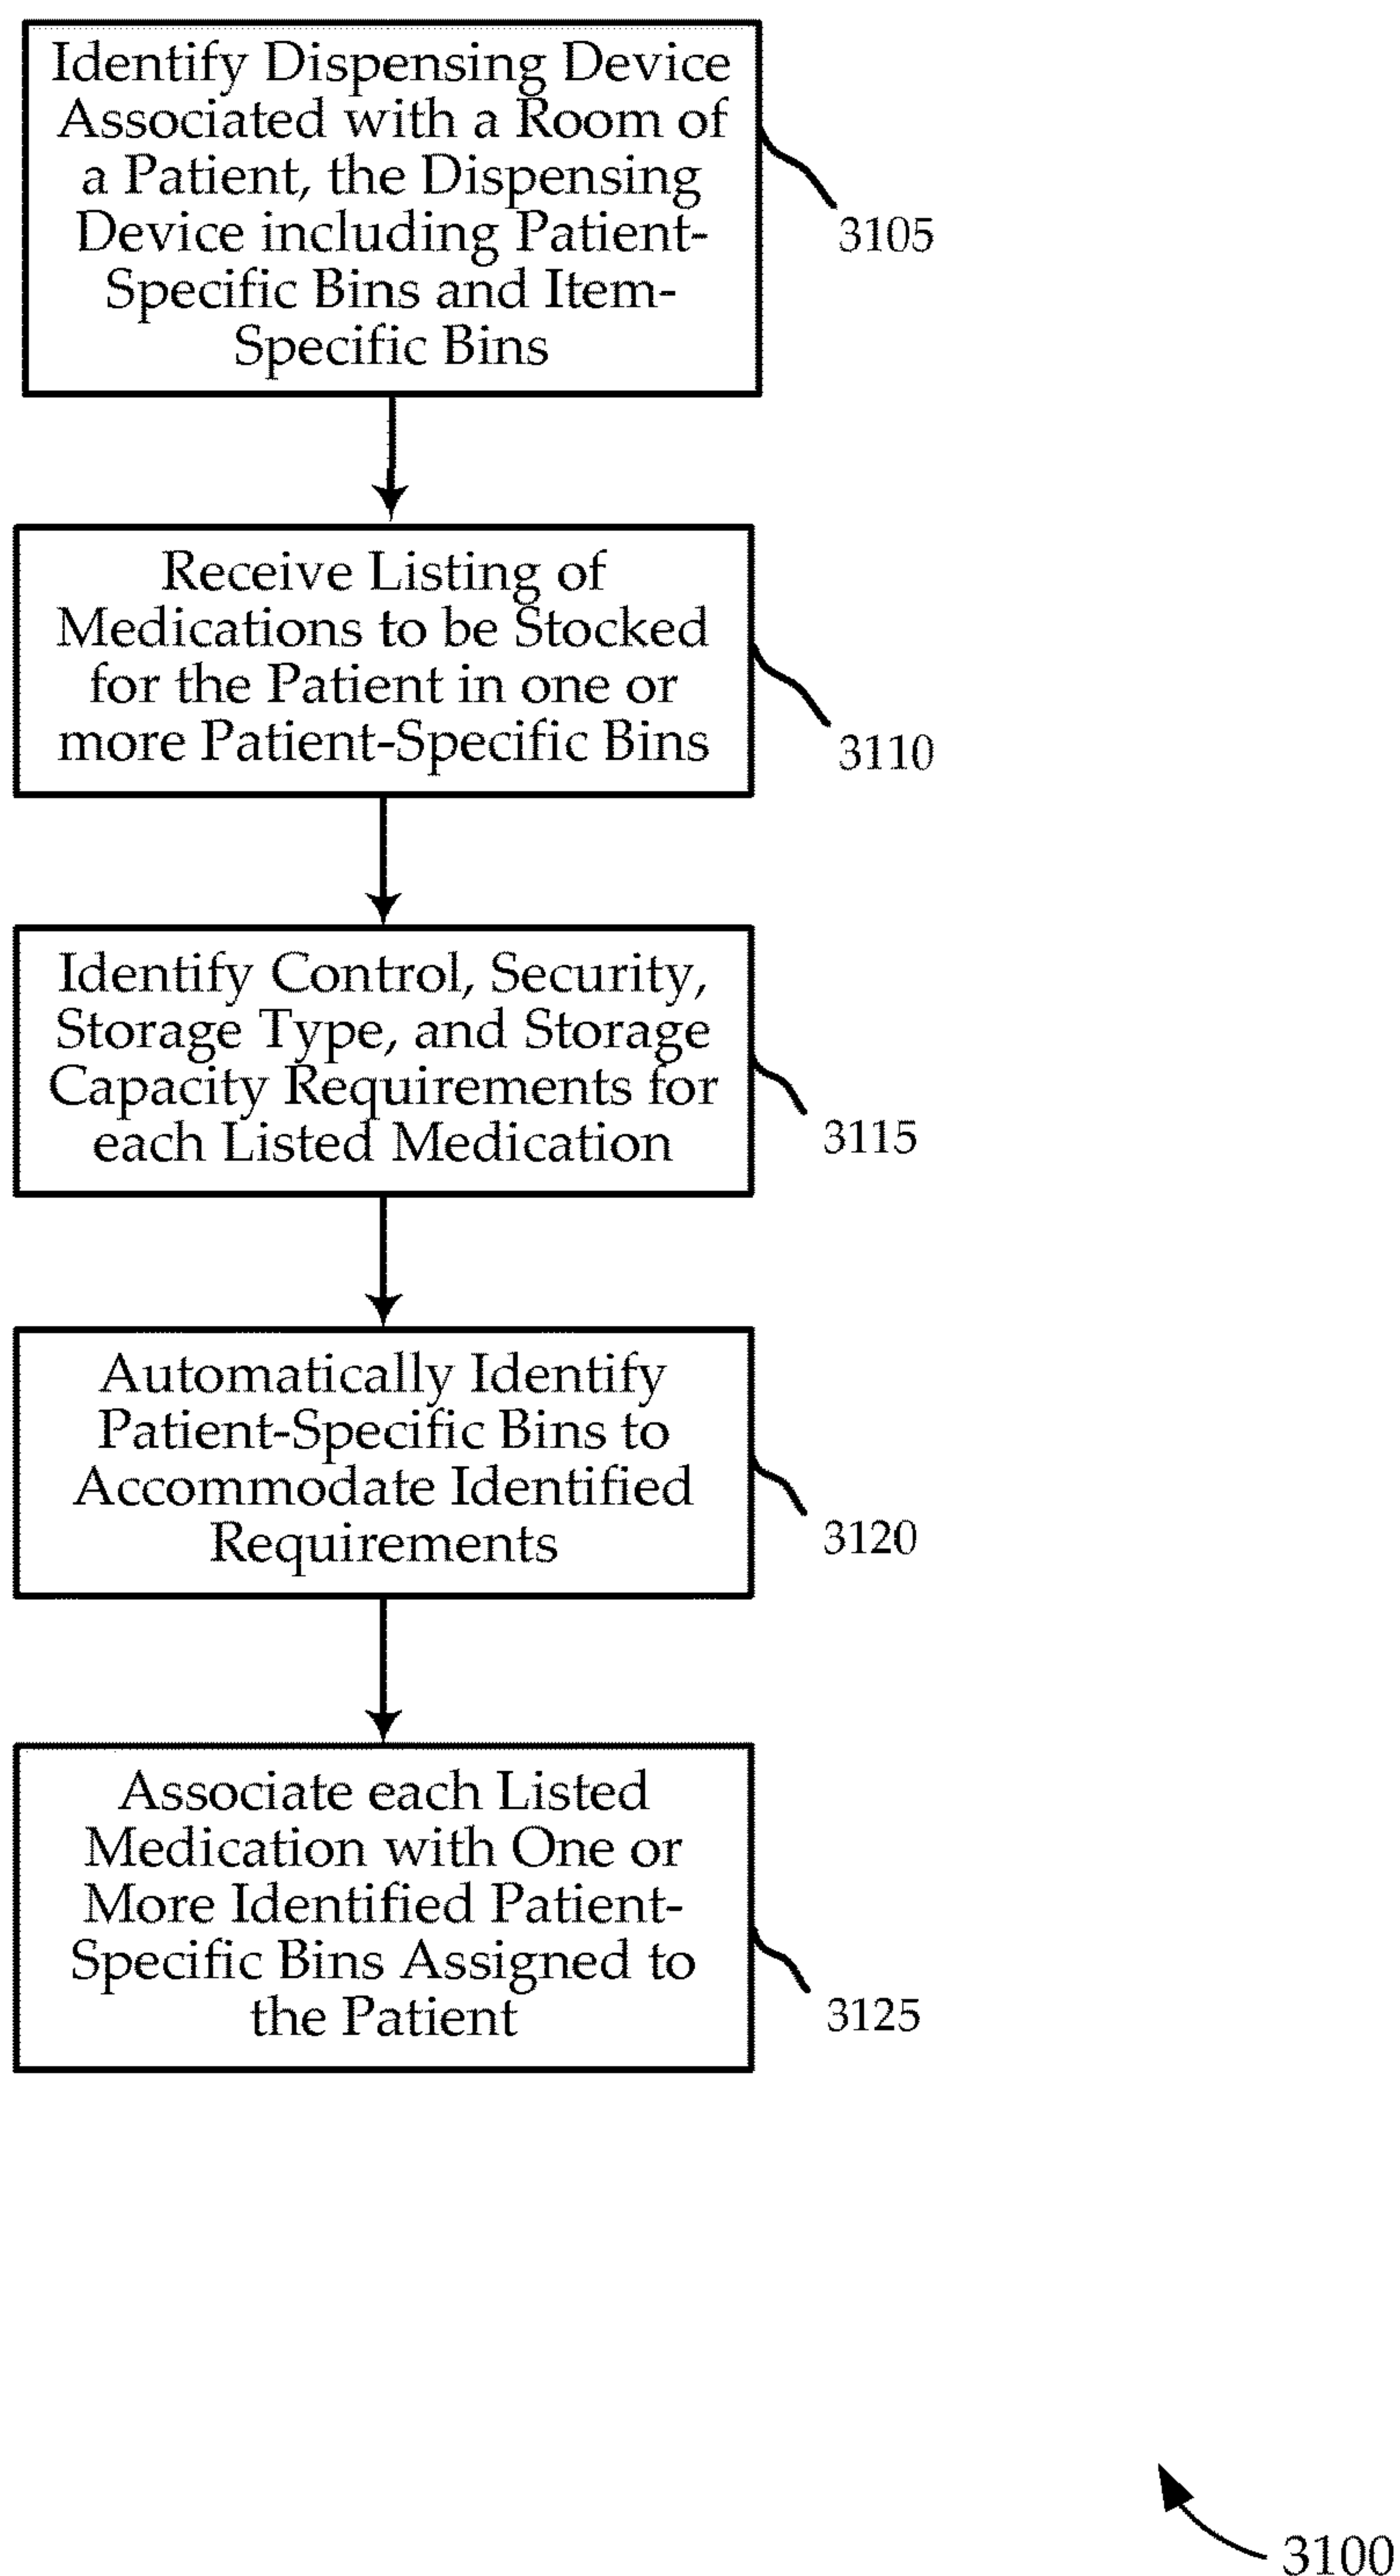 Identify Dispensing Device
Associated with a Room of
a Patient, the Dispensing
Device including Patient-
Specific Bins and Item-
Specific Bins
3105
Receive Listing of
Medications to be Stocked
for the Patient in one or
more Patient-Specific Bins
3110
Identify Control, Security,
Storage Type, and Storage
Capacity Requirements for
each Listed Medication
3115
Automatically Identify
Patient-Specific Bins to
Accommodate Identified
Requirements
3120
Associate each Listed
Medication with One or
More Identified Patient-
Specific Bins Assigned to
the Patient
3125
3100